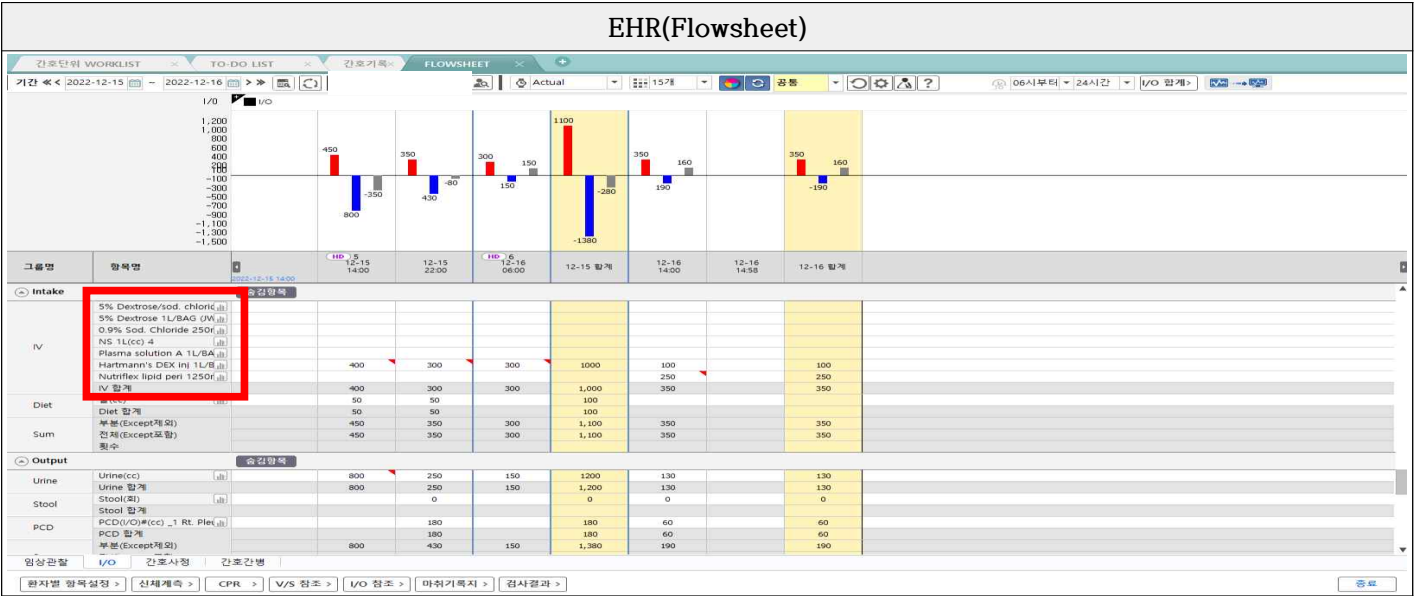 EHR(Flowsheet)
간호단위 WORKLIST × TO-DO LIST × 간호기록× FLOWSHEET ×
기간 ≪ < 2022-12-15 ~ 2022-12-16 > ≫ Actual 15개 공통 ? 06시부터 24시간 I/O 합계>
I/O I/O
1,200
1,000
800
600
400
200
100
-100
-300
-500
-700
-900
-1,100
-1,300
-1,500
450 350 300 150 1100 350 160 350 160
-350 -80 150 -280 190 -190
800 430 -1380
그룹명 항목명 2022-12-15 14:00 HD 5 12-15 14:00 12-15 22:00 HD 6 12-16 06:00 12-15 합계 12-16 14:00 12-16 14:58 12-16 합계
Intake 숨김항목
IV
5% Dextrose/sod. chloric
5% Dextrose 1L/BAG (JW
0.9% Sod. Chloride 250r
NS 1L(cc) 4
Plasma solution A 1L/BA
Hartmann's DEX inj 1L/B 400 300 300 1000 100 100
Nutriflex lipid peri 1250r 250 250
IV 합계 400 300 300 1,000 350 350
Diet
50 50 100
Diet 합계 50 50 100
Sum
부분(Except제외) 450 350 300 1,100 350 350
전체(Except포함) 450 350 300 1,100 350 350
횟수
Output 숨김항목
Urine
Urine(cc) 800 250 150 1200 130 130
Urine 합계 800 250 150 1,200 130 130
Stool
Stool(회) 0 0 0 0
Stool 합계
PCD
PCD(I/O)#(cc) _1 Rt. Ple 180 180 60 60
PCD 합계 180 180 60 60
부분(Except제외) 800 430 150 1,380 190 190
임상관찰 I/O 간호사정 간호간병
환자별 항목설정 > 신체계측 > CPR > V/S 참조 > I/O 참조 > 마취기록지 > 검사결과 > 종료